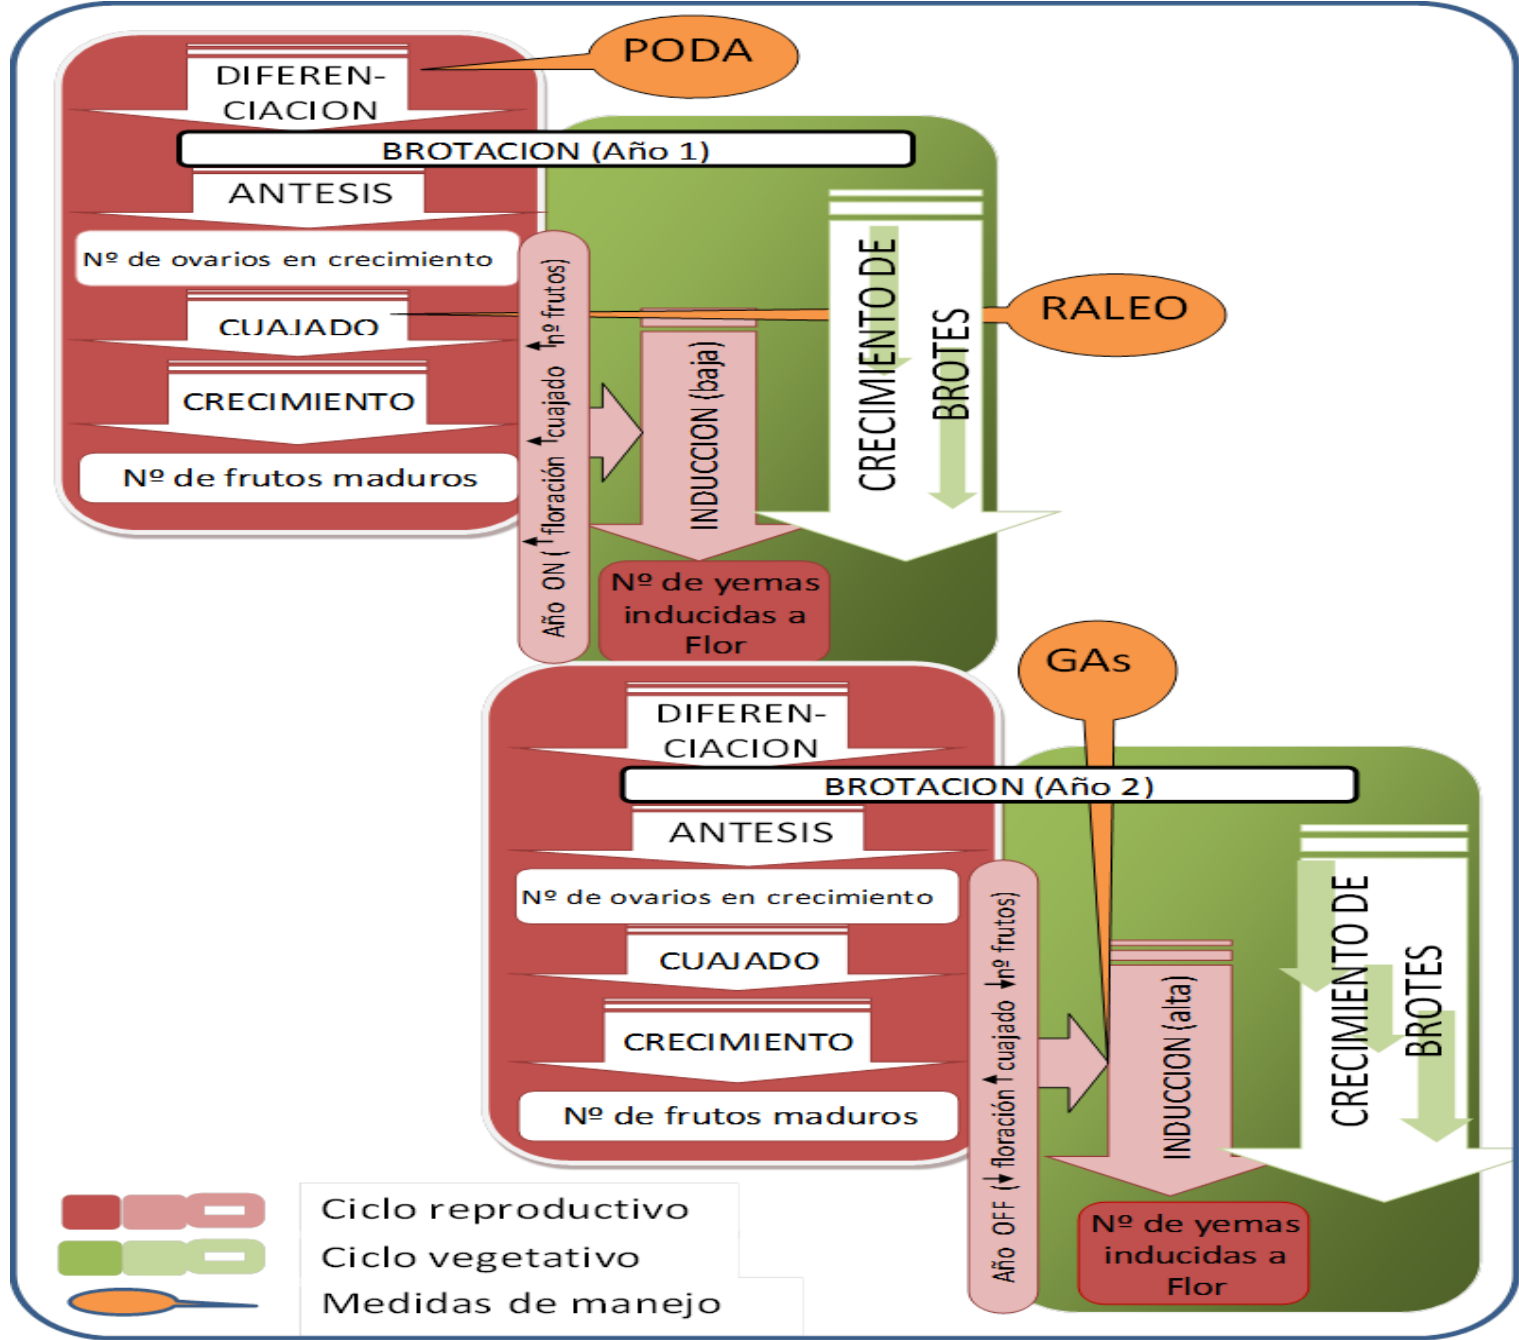 PODA
DIFEREN-
CIACION
BROTACION (Año 1)
ANTESIS
Nº de ovarios en crecimiento
CUAJADO
CRECIMIENTO
Nº de frutos maduros
Año ON (↑floración ↑cuajado ↑nº frutos)
INDUCCION (baja)
CRECIMIENTO DE
BROTES
RALEO
Nº de yemas
inducidas a
Flor
GAs
DIFEREN-
CIACION
BROTACION (Año 2)
ANTESIS
Nº de ovarios en crecimiento
CUAJADO
CRECIMIENTO
Nº de frutos maduros
Año OFF (↓floración ↑cuajado ↓nº frutos)
INDUCCION (alta)
CRECIMIENTO DE
BROTES
Nº de yemas
inducidas a
Flor
Ciclo reproductivo
Ciclo vegetativo
Medidas de manejo